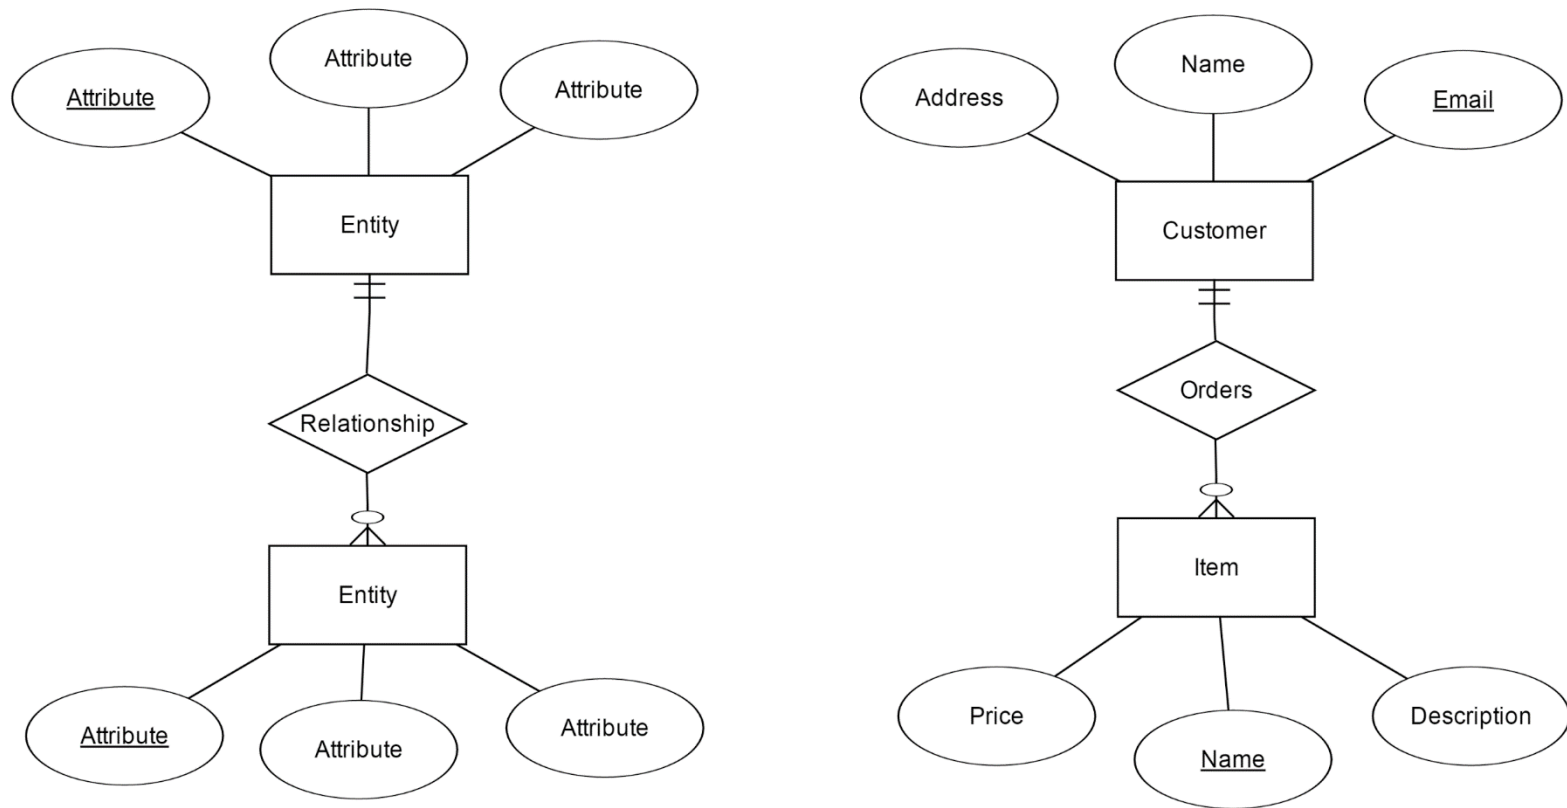 Attribute
Attribute
Attribute
Entity
Relationship
Entity
Attribute
Attribute
Attribute
Address
Name
Email
Customer
Orders
Item
Price
Name
Description